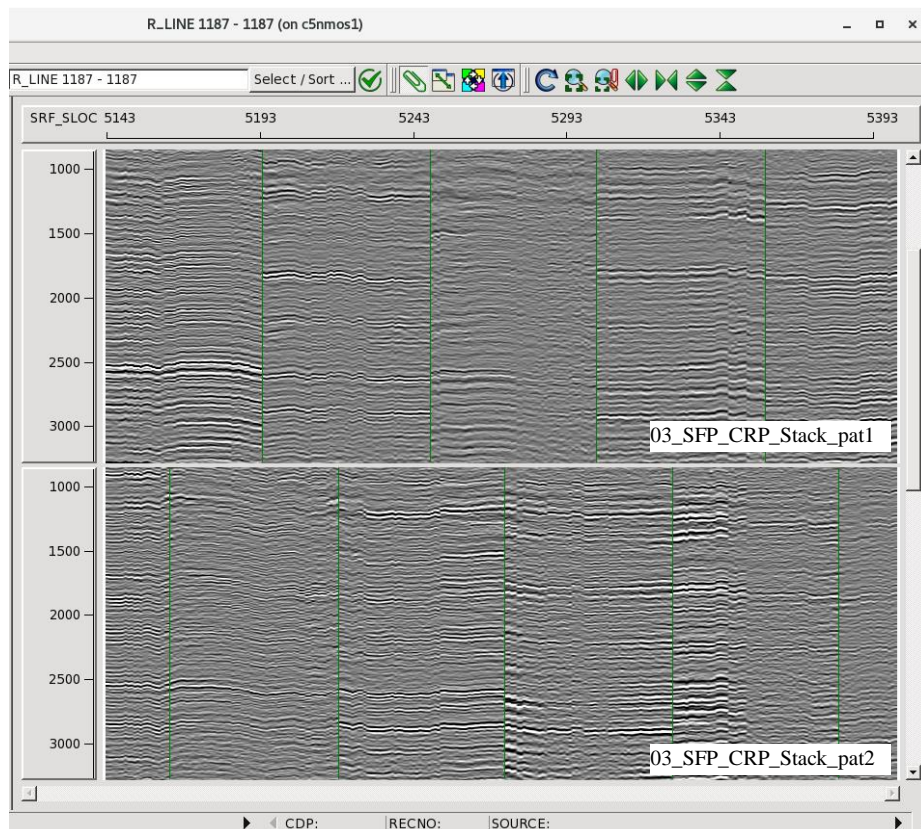 R_LINE 1187 - 1187 (on c5nmos1)
R_LINE 1187 - 1187
Select / Sort ...
SRF_SLOC 5143 5193 5243 5293 5343 5393
1000
1500
2000
2500
3000
03_SFP_CRP_Stack_pat1
1000
1500
2000
2500
3000
03_SFP_CRP_Stack_pat2
CDP: RECNO: SOURCE: